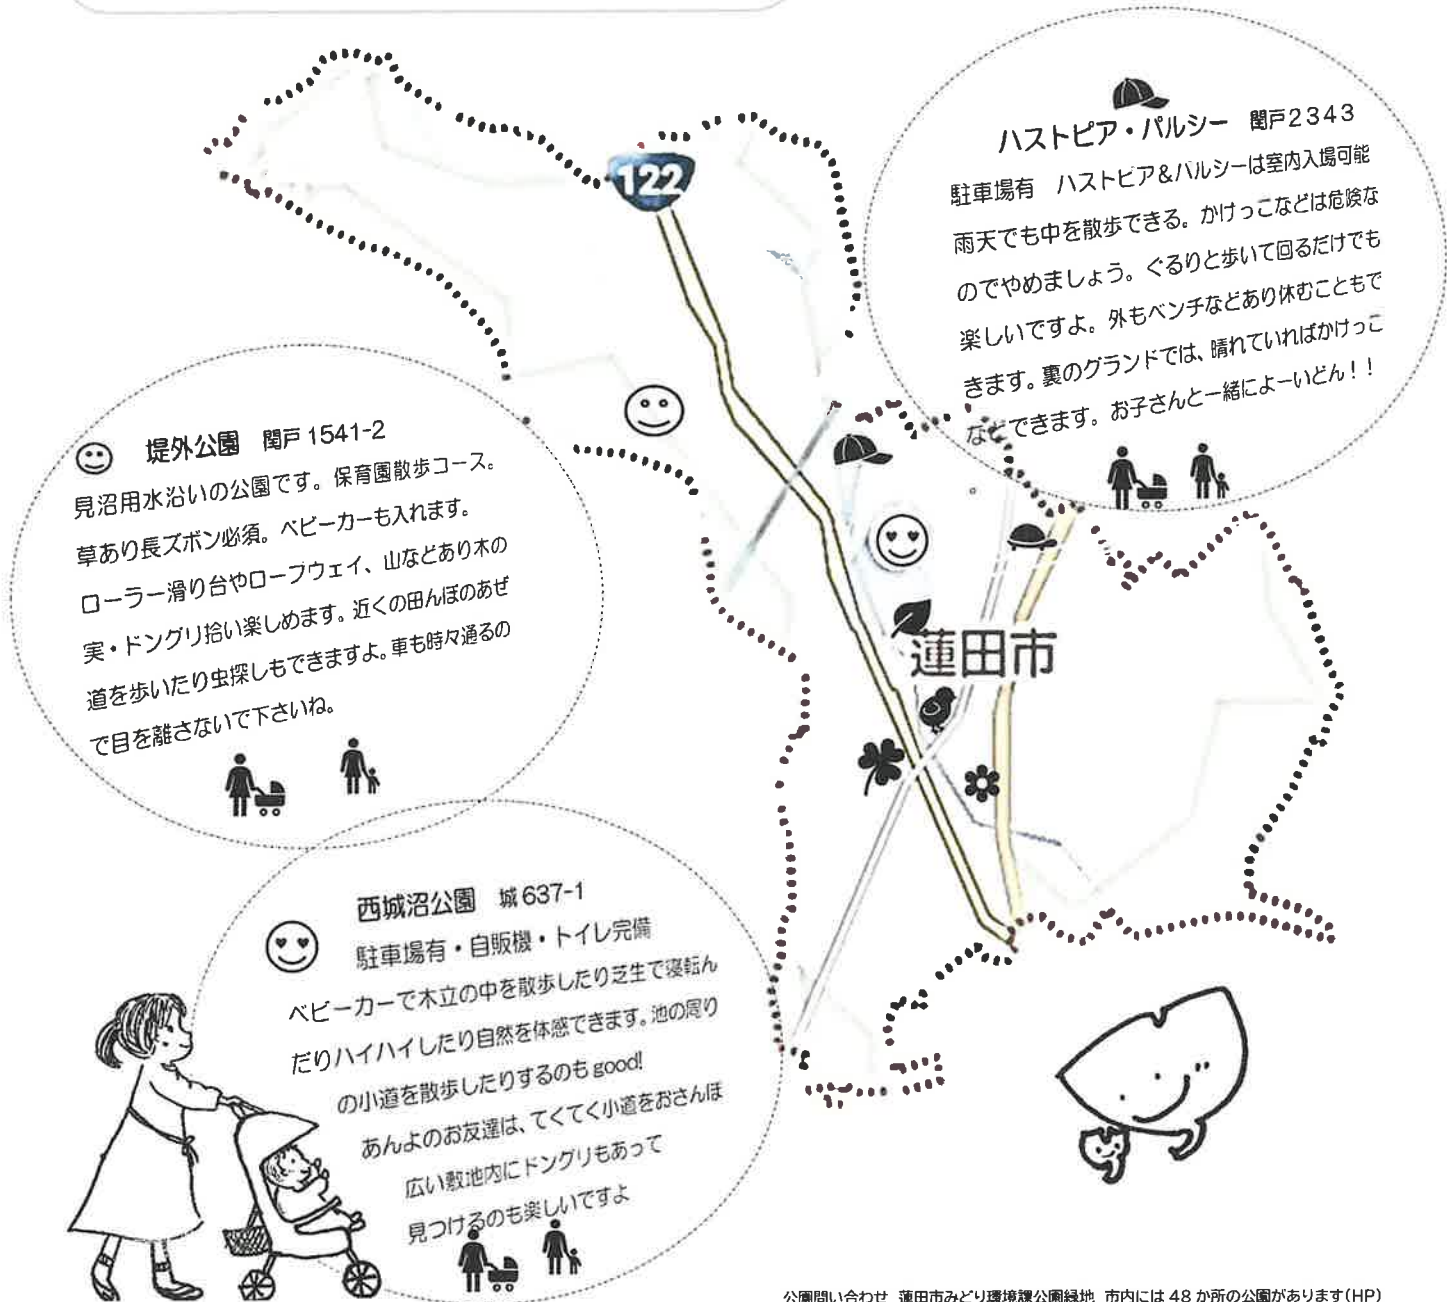 ハストピア・パルシー　閏戸2343
駐車場有　ハストピア&パルシーは室内入場可能
雨天でも中を散歩できる。かけっこなどは危険な
のでやめましょう。ぐるりと歩いて回るだけでも
楽しいですよ。外もベンチなどあり休むこともで
きます。裏のグランドでは、晴れていればかけっこ
などできます。お子さんと一緒によーいどん！！
122
堤外公園　閏戸1541-2
見沼用水沿いの公園です。保育園散歩コース。
草あり長ズボン必須。ベビーカーも入れます。
ローラー滑り台やロープウェイ、山などあり木の
実・ドングリ拾い楽しめます。近くの田んぼのあぜ
道を歩いたり虫探しもできますよ。車も時々通るの
で目を離さないで下さいね。
蓮田市
西城沼公園　城637-1
駐車場有・自販機・トイレ完備
ベビーカーで木立の中を散歩したり芝生で寝転ん
だりハイハイしたり自然を体感できます。池の周り
の小道を散歩したりするのもgood!
あんよのお友達は、てくてく小道をおさんぽ
広い敷地内にドングリもあって
見つけるのも楽しいですよ
公園問い合わせ 蓮田市みどり環境課公園緑地 市内には48か所の公園があります(HP)